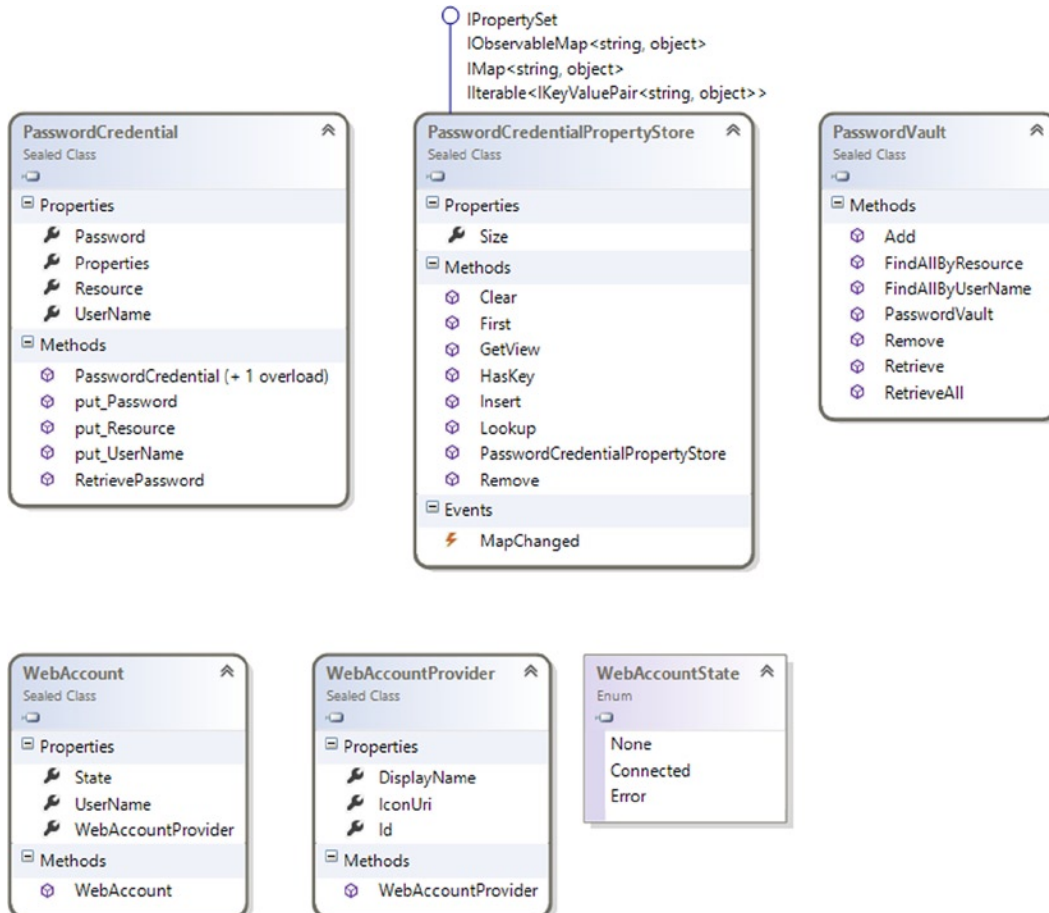 IPropertySet
IObservableMap<string, object>
IMap<string, object>
IIterable<IKeyValuePair<string, object>>
PasswordCredential
Sealed Class
Properties
Password
Properties
Resource
UserName
Methods
PasswordCredential (+ 1 overload)
put_Password
put_Resource
put_UserName
RetrievePassword
PasswordCredentialPropertyStore
Sealed Class
Properties
Size
Methods
Clear
First
GetView
HasKey
Insert
Lookup
PasswordCredentialPropertyStore
Remove
Events
MapChanged
PasswordVault
Sealed Class
Methods
Add
FindAllByResource
FindAllByUserName
PasswordVault
Remove
Retrieve
RetrieveAll
WebAccount
Sealed Class
Properties
State
UserName
WebAccountProvider
Methods
WebAccount
WebAccountProvider
Sealed Class
Properties
DisplayName
IconUri
Id
Methods
WebAccountProvider
WebAccountState
Enum
None
Connected
Error